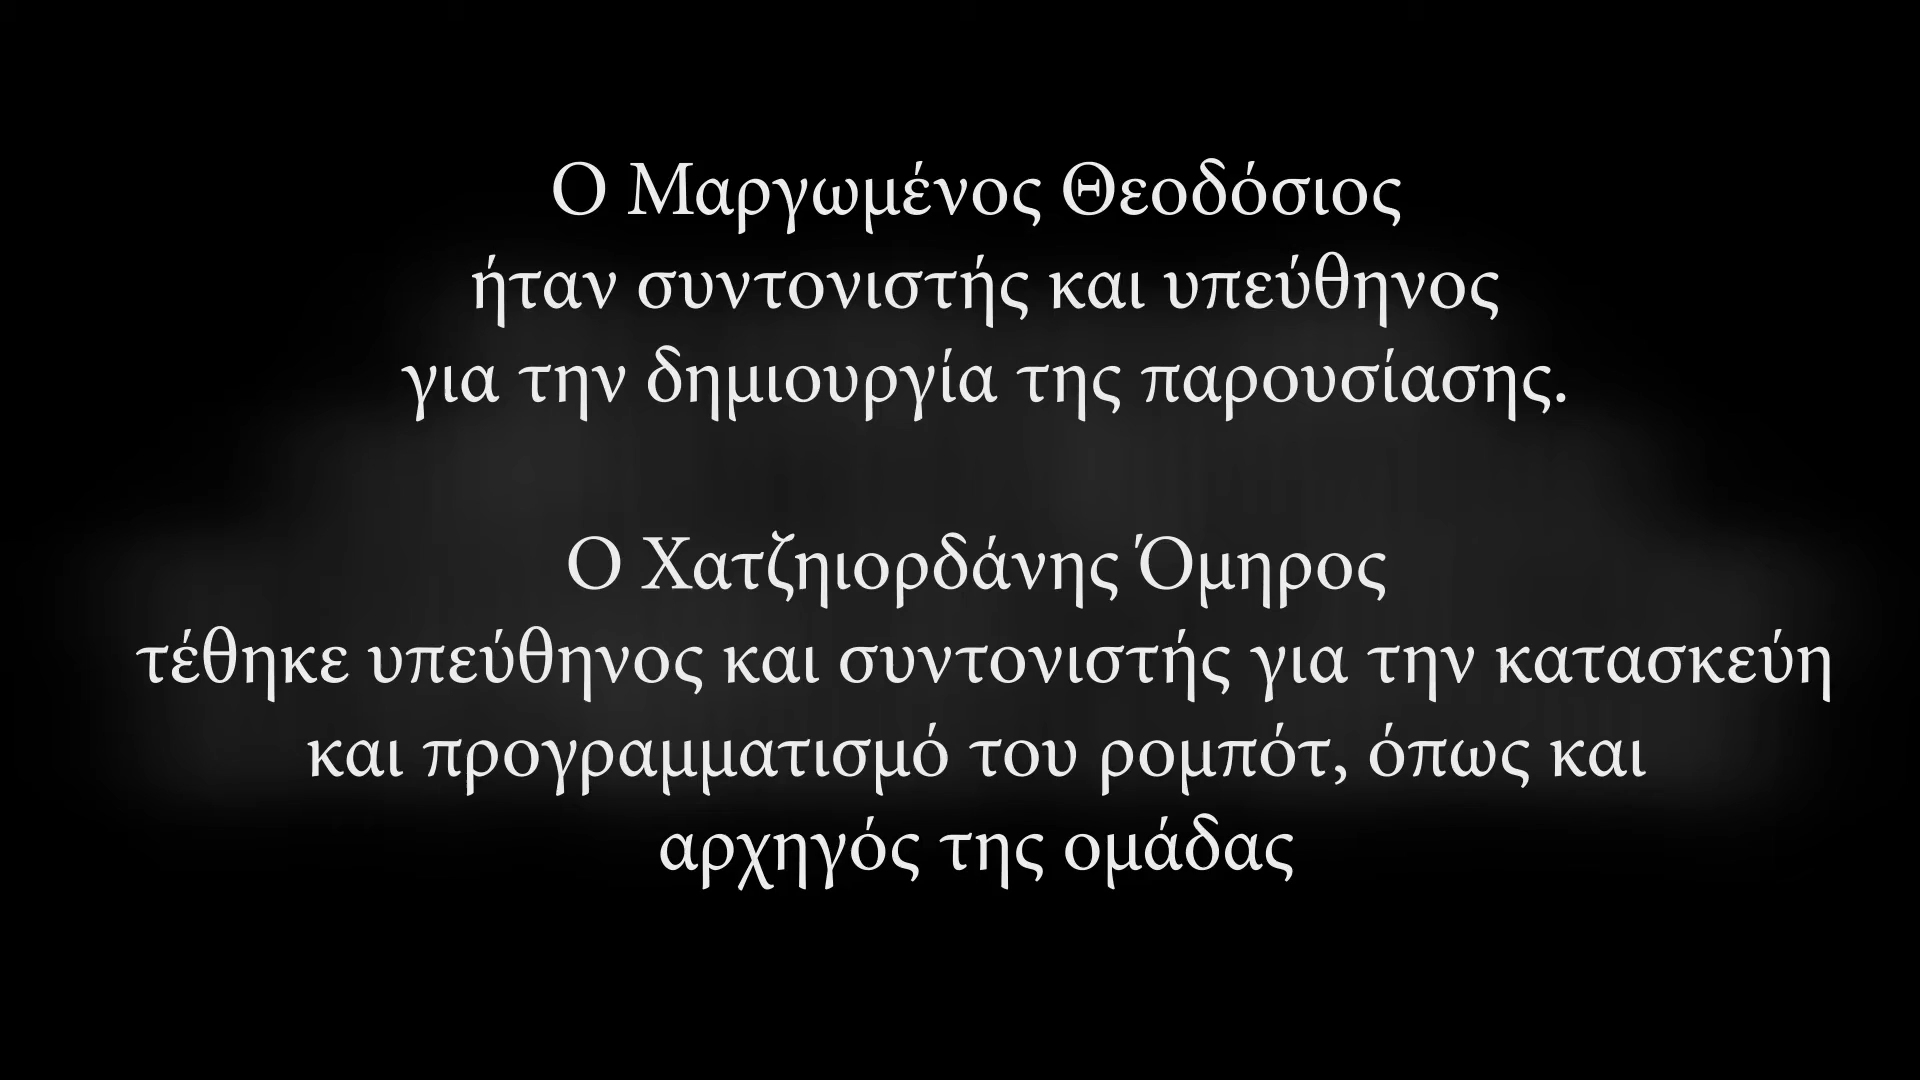 Ο Μαργωμένος Θεοδόσιος
ήταν συντονιστής και υπεύθηνος
για την δημιουργία της παρουσίασης.
Ο Χατζηιορδάνης Όμηρος
τέθηκε υπεύθηνος και συντονιστής για την κατασκεύη
και προγραμματισμό του ρομπότ, όπως και
αρχηγός της ομάδας